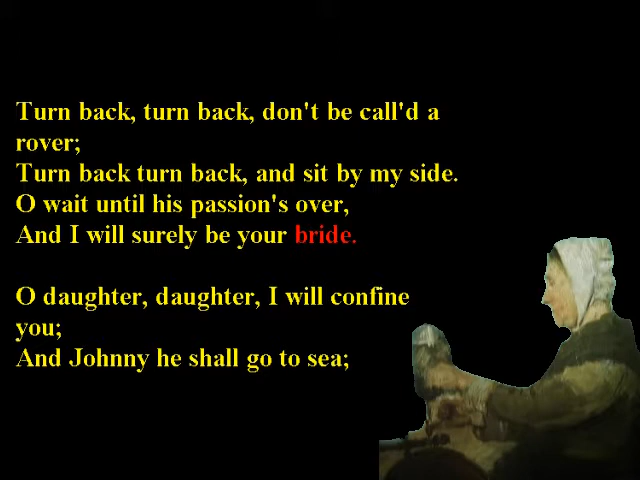 Turn back, turn back, don't be call'd a
rover;
Turn back turn back, and sit by my side.
O wait until his passion's over,
And I will surely be your bride.
O daughter, daughter, I will confine
you;
And Johnny he shall go to sea;